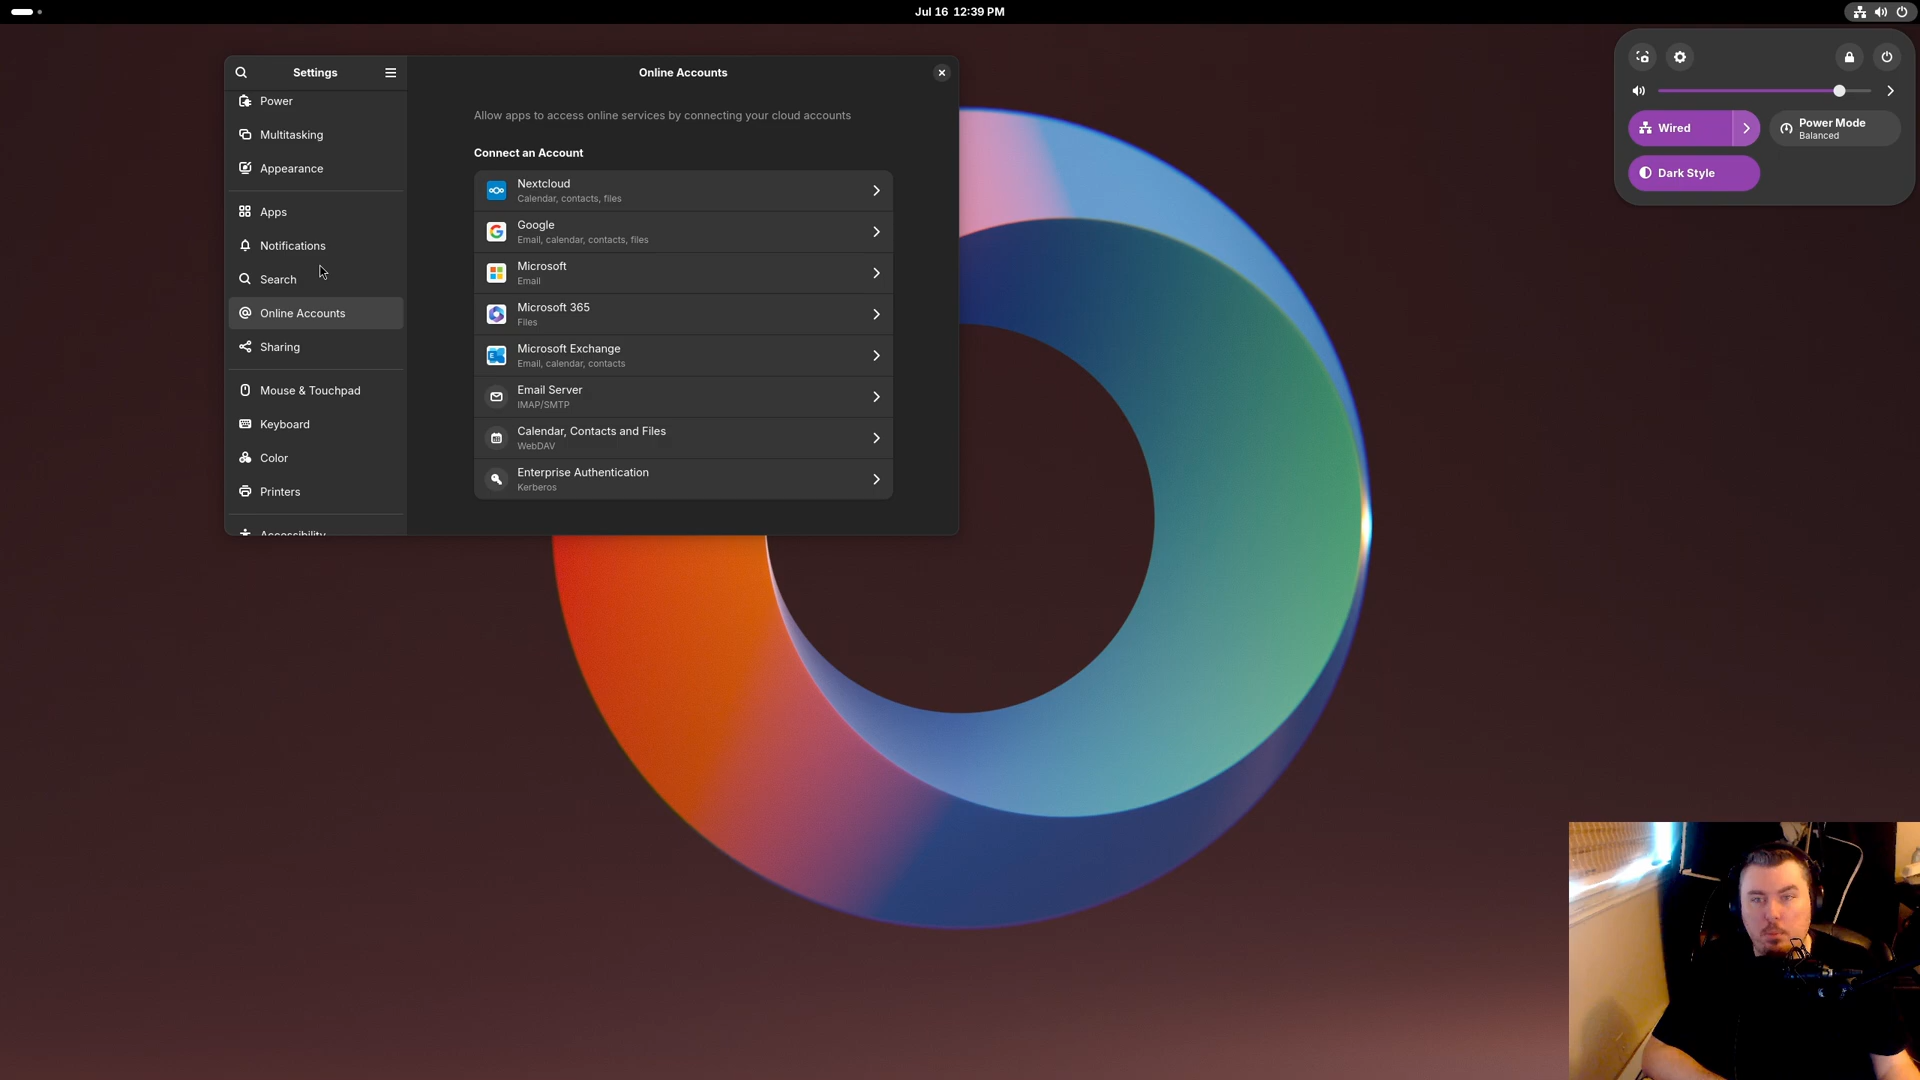 Jul 16 12:39 PM
Settings
Power
Multitasking
Appearance
Apps
Notifications
Search
Online Accounts
Sharing
Mouse & Touchpad
Keyboard
Color
Printers
Accessibility
Online Accounts
Allow apps to access online services by connecting your cloud accounts
Connect an Account
Nextcloud
Calendar, contacts, files
Google
Email, calendar, contacts, files
Microsoft
Email
Microsoft 365
Files
Microsoft Exchange
Email, calendar, contacts
Email Server
IMAP/SMTP
Calendar, Contacts and Files
WebDAV
Enterprise Authentication
Kerberos
Wired
Power Mode
Balanced
Dark Style